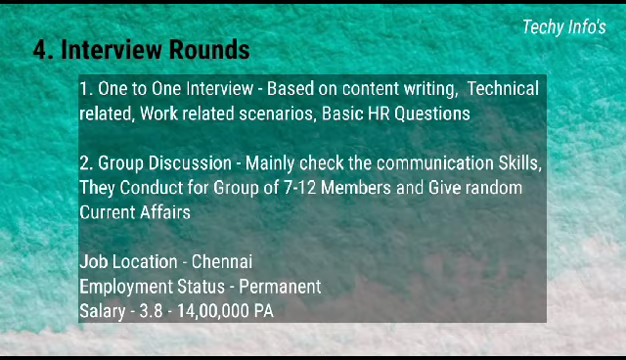 Techy Info's
4. Interview Rounds
1. One to One Interview - Based on content writing, Technical
related, Work related scenarios, Basic HR Questions
2. Group Discussion - Mainly check the communication Skills,
They Conduct for Group of 7-12 Members and Give random
Current Affairs
Job Location - Chennai
Employment Status - Permanent
Salary - 3.8 - 14,00,000 PA